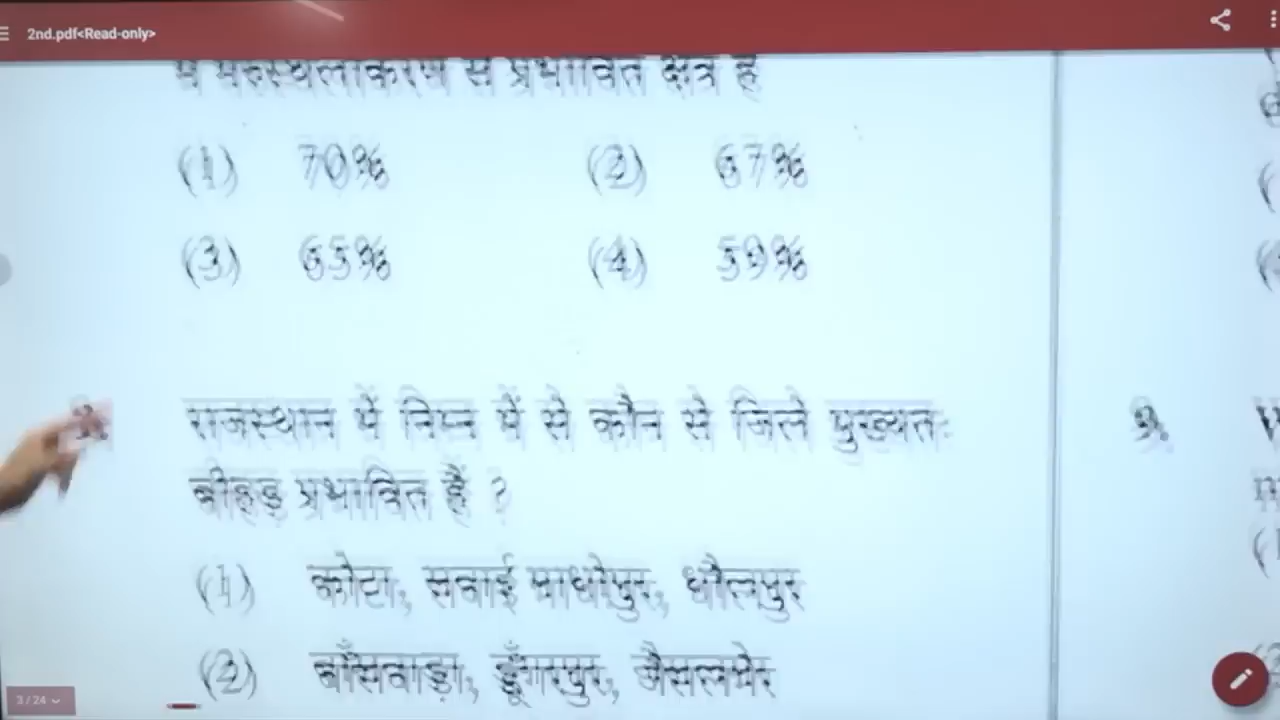 2nd.pdf<Read-only>
में मरुस्थलीकरण से प्रभावित क्षेत्र है
(1) 70% (2) 67%
(3) 65% (4) 59%
राजस्थान में निम्न में से कौन से जिले मुख्यतः
बीहड़ प्रभावित हैं ?
(1) कोटा, सवाई माधोपुर, धौलपुर
(2) बाँसवाड़ा, डूँगरपुर, जैसलमेर
3 / 24